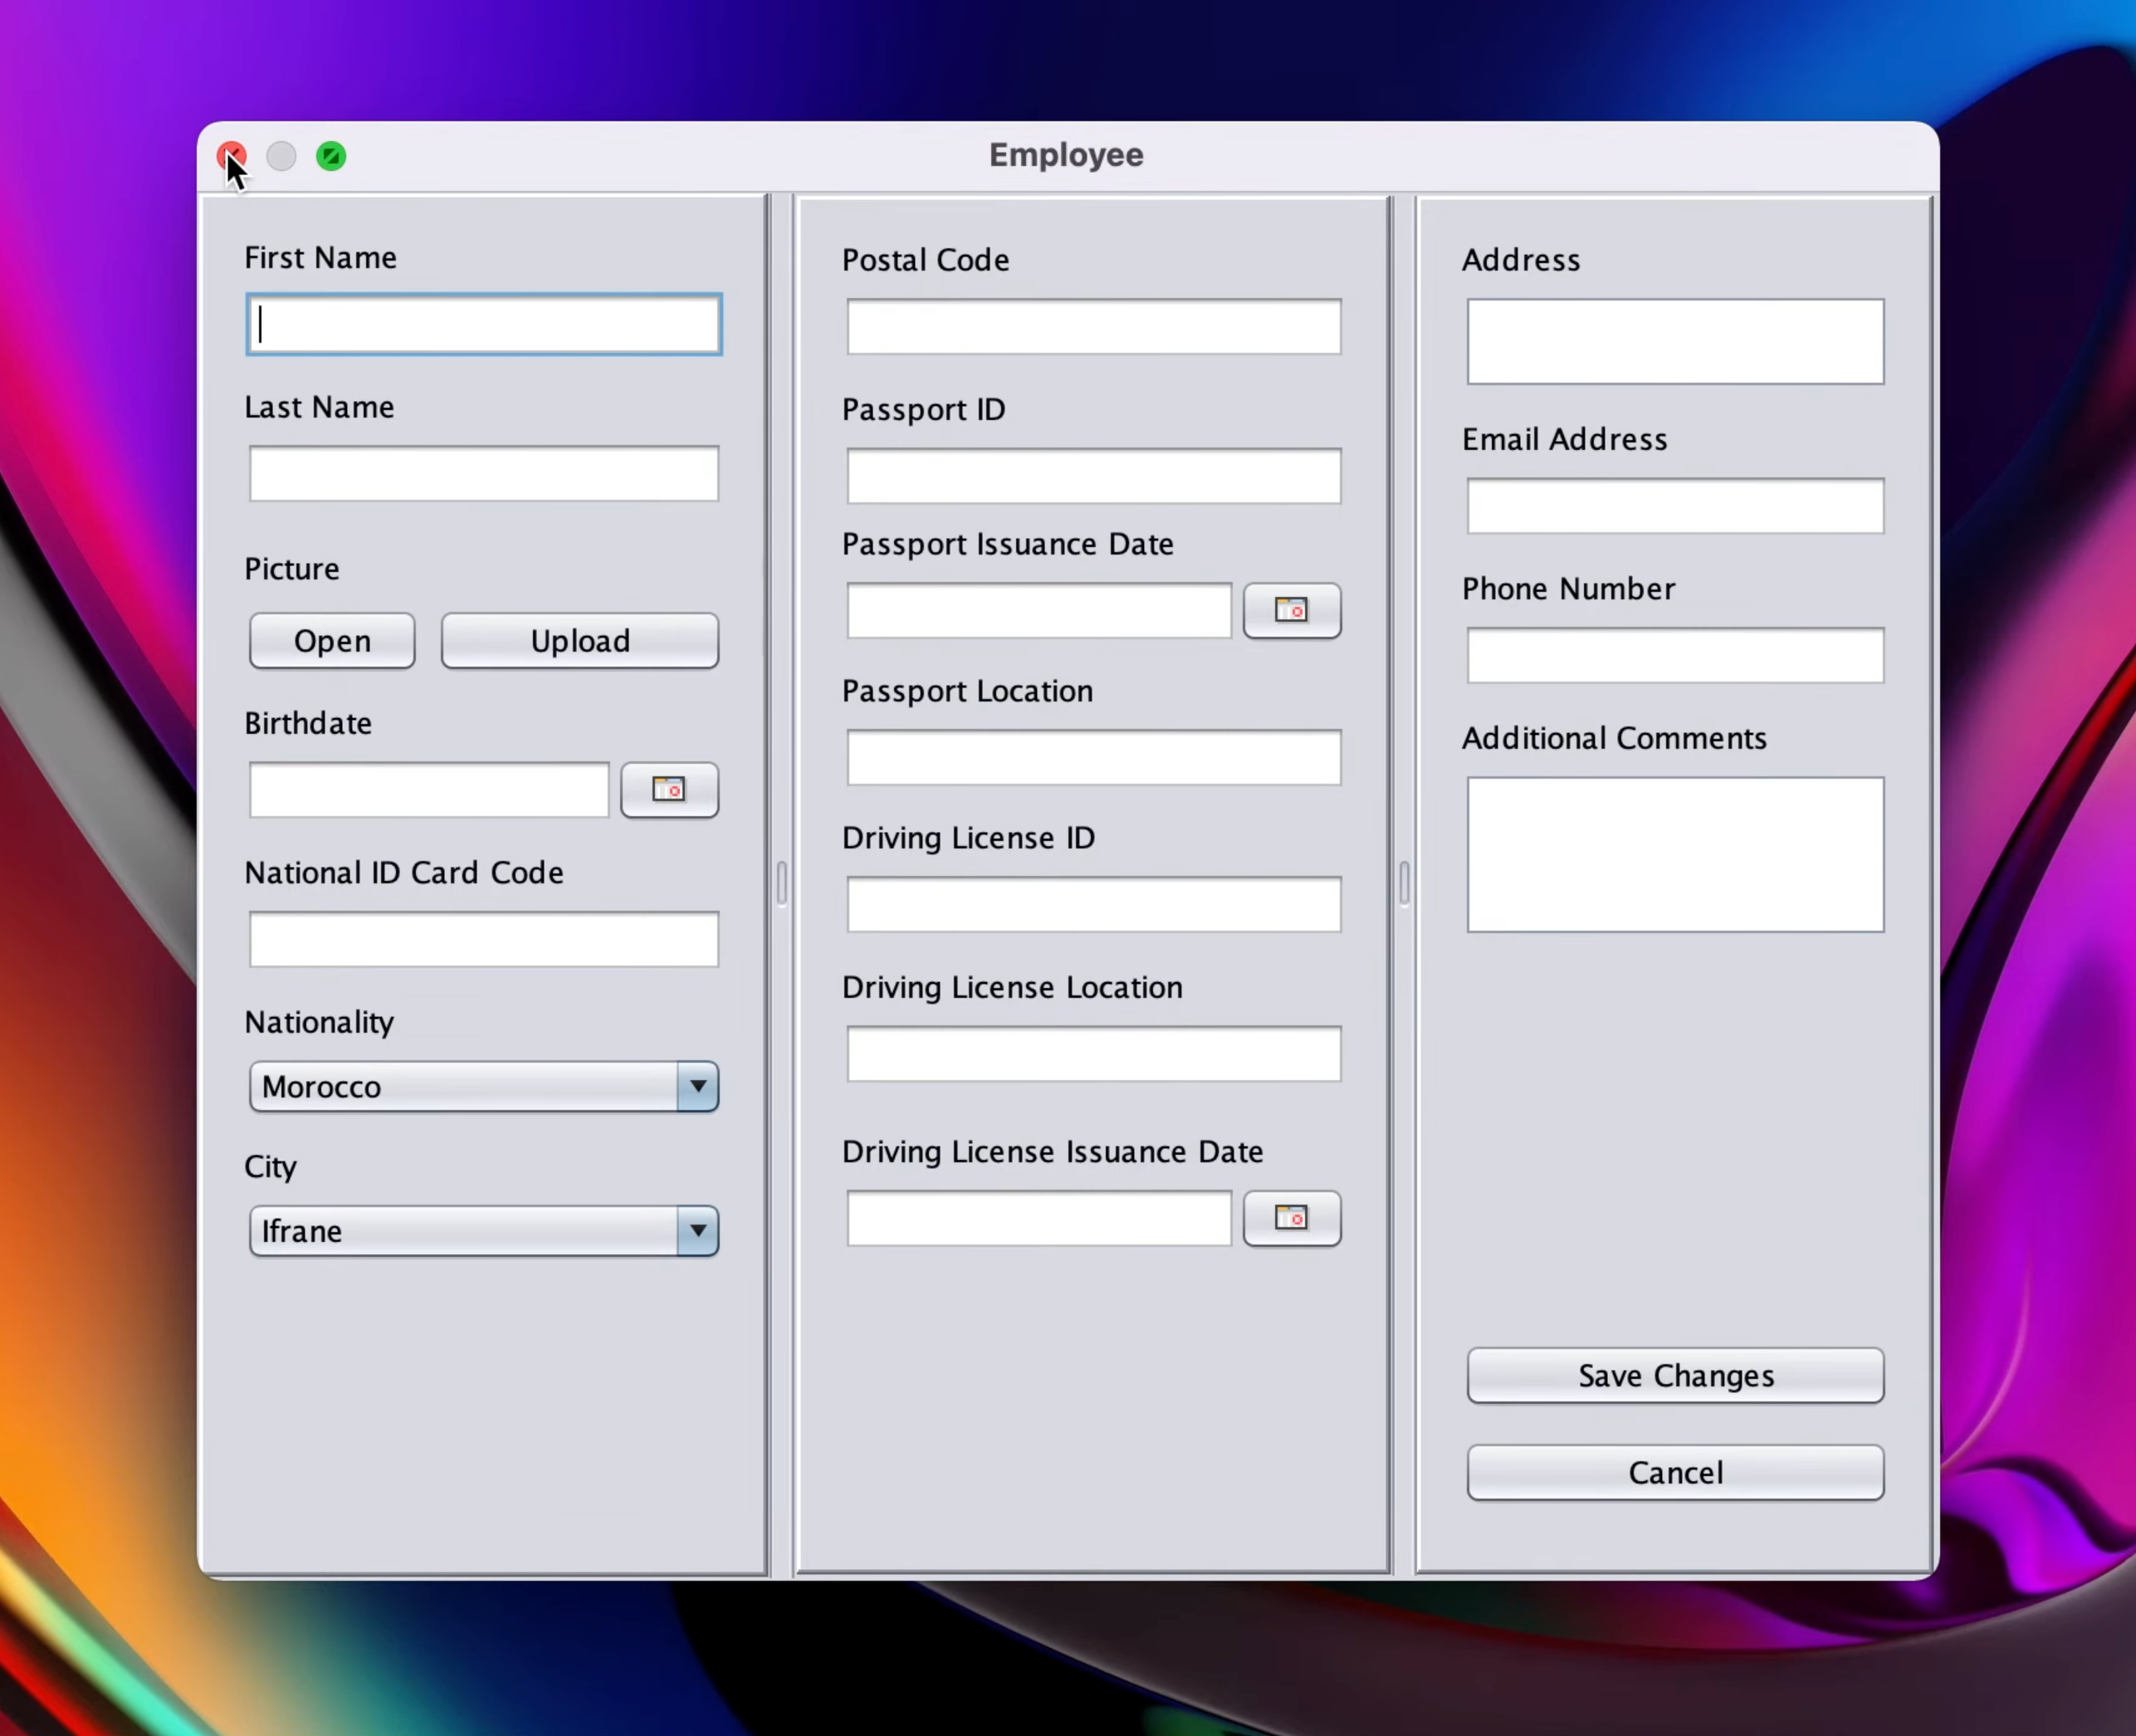 Employee
First Name
Last Name
Picture
Open Upload
Birthdate
National ID Card Code
Nationality
Morocco
City
Ifrane
Postal Code
Passport ID
Passport Issuance Date
Passport Location
Driving License ID
Driving License Location
Driving License Issuance Date
Address
Email Address
Phone Number
Additional Comments
Save Changes
Cancel